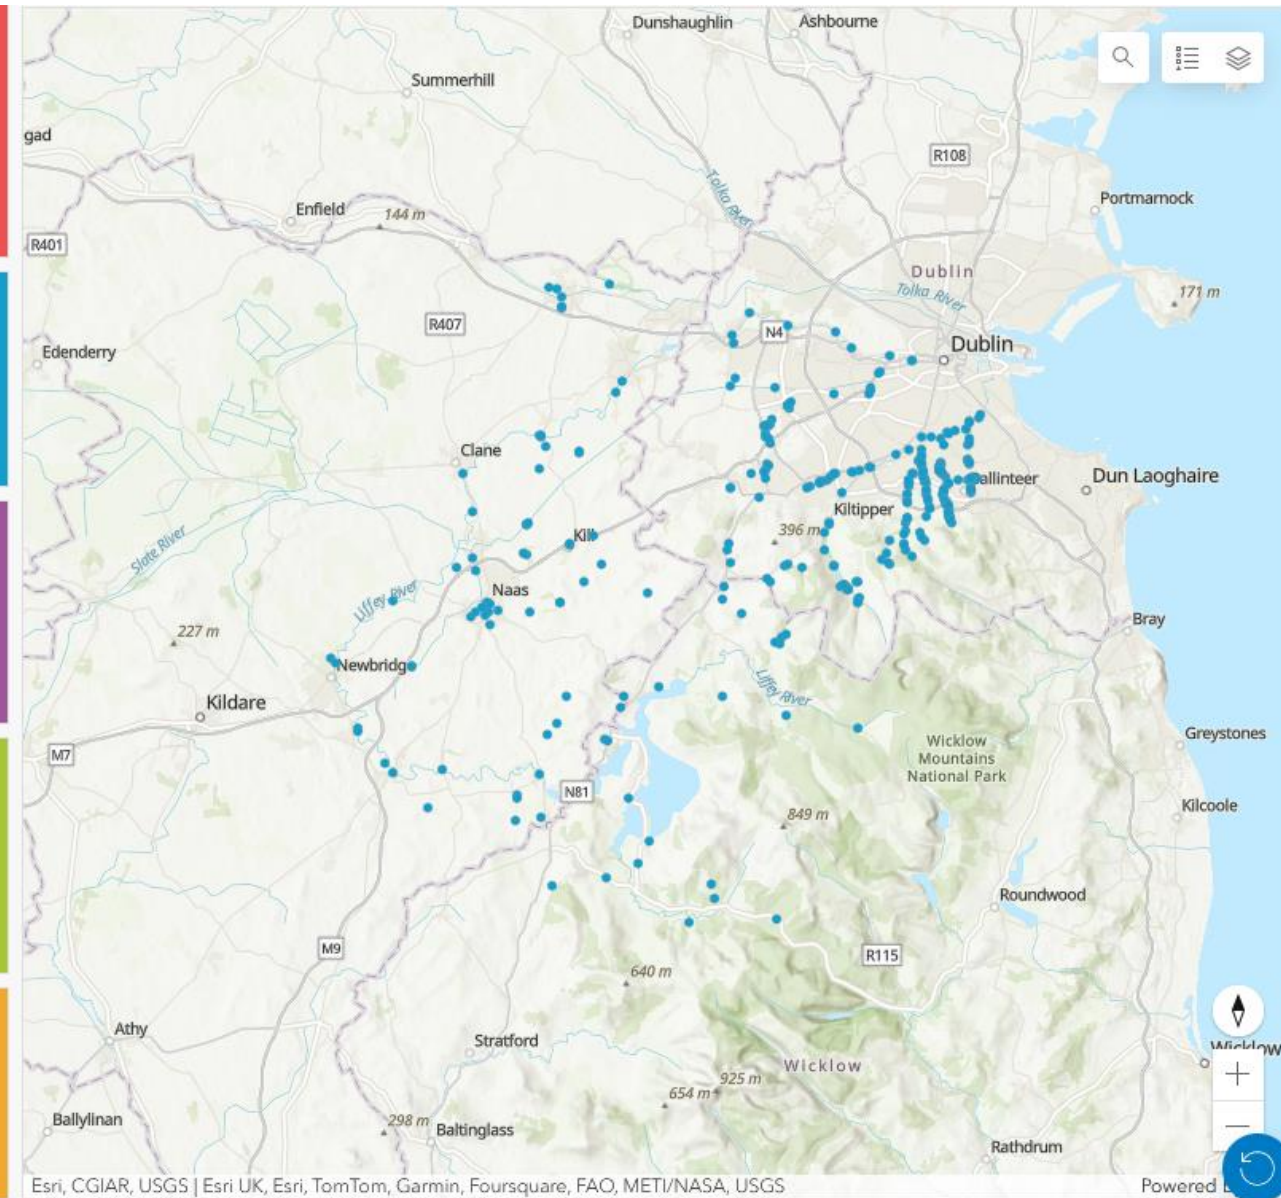 Dunshaughlin
Ashbourne
Summerhill
gad
R108
Tolka River
Portmarnock
Enfield
144 m
R401
Dublin
Tolka River
171 m
R407
N4
Dublin
Edenderry
Clane
allinteer
Dun Laoghaire
Kiltipper
396 m
Kill
Slate River
Naas
Liffey River
Bray
227 m
Newbridg
Liffey River
Kildare
Greystones
M7
Wicklow
Mountains
National Park
N81
Kilcoole
849 m
Roundwood
M9
R115
640 m
Athy
Stratford
Wicklow
Wicklow
925 m
654 m
Ballylinan
298 m
Baltinglass
Rathdrum
Esri, CGIAR, USGS | Esri UK, Esri, TomTom, Garmin, Foursquare, FAO, METI/NASA, USGS
Powered